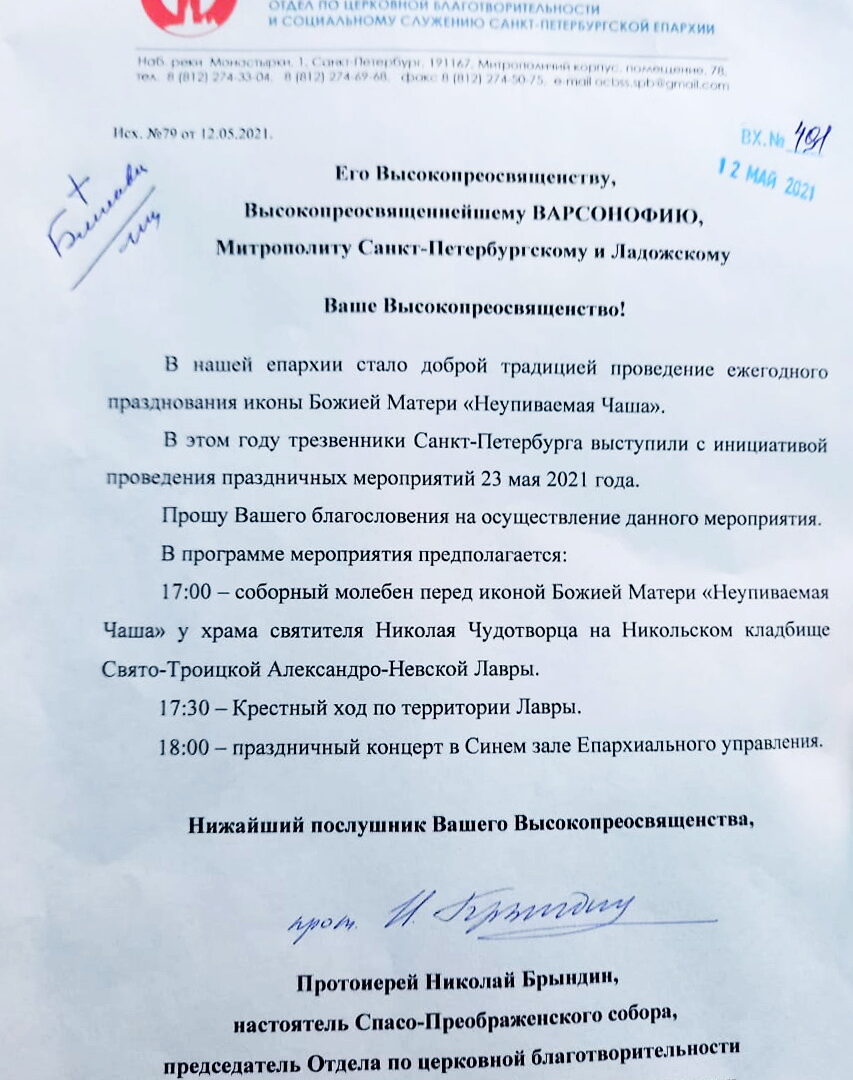 ОТДЕЛ ПО ЦЕРКОВНОЙ БЛАГОТВОРИТЕЛЬНОСТИ
И СОЦИАЛЬНОМУ СЛУЖЕНИЮ САНКТ-ПЕТЕРБУРГСКОЙ ЕПАРХИИ
Наб. реки Монастырки, 1, Санкт-Петербург, 191167, Митрополичий корпус, помещение, 78,
тел. 8 (812) 274-33-04, 8 (812) 274-69-68, факс 8 (812) 274-50-75, e-mail ocbss.spb@gmail.com
Исх. №79 от 12.05.2021.
ВХ.№ 491
12 МАЙ 2021
Его Высокопреосвященству,
Высокопреосвященнейшему ВАРСОНОФИЮ,
Митрополиту Санкт-Петербургскому и Ладожскому
Ваше Высокопреосвященство!
В нашей епархии стало доброй традицией проведение ежегодного
празднования иконы Божией Матери «Неупиваемая Чаша».
В этом году трезвенники Санкт-Петербурга выступили с инициативой
проведения праздничных мероприятий 23 мая 2021 года.
Прошу Вашего благословения на осуществление данного мероприятия.
В программе мероприятия предполагается:
17:00 – соборный молебен перед иконой Божией Матери «Неупиваемая
Чаша» у храма святителя Николая Чудотворца на Никольском кладбище
Свято-Троицкой Александро-Невской Лавры.
17:30 – Крестный ход по территории Лавры.
18:00 – праздничный концерт в Синем зале Епархиального управления.
Нижайший послушник Вашего Высокопреосвященства,
прот. Н. Брындин
Протоиерей Николай Брындин,
настоятель Спасо-Преображенского собора,
председатель Отдела по церковной благотворительности